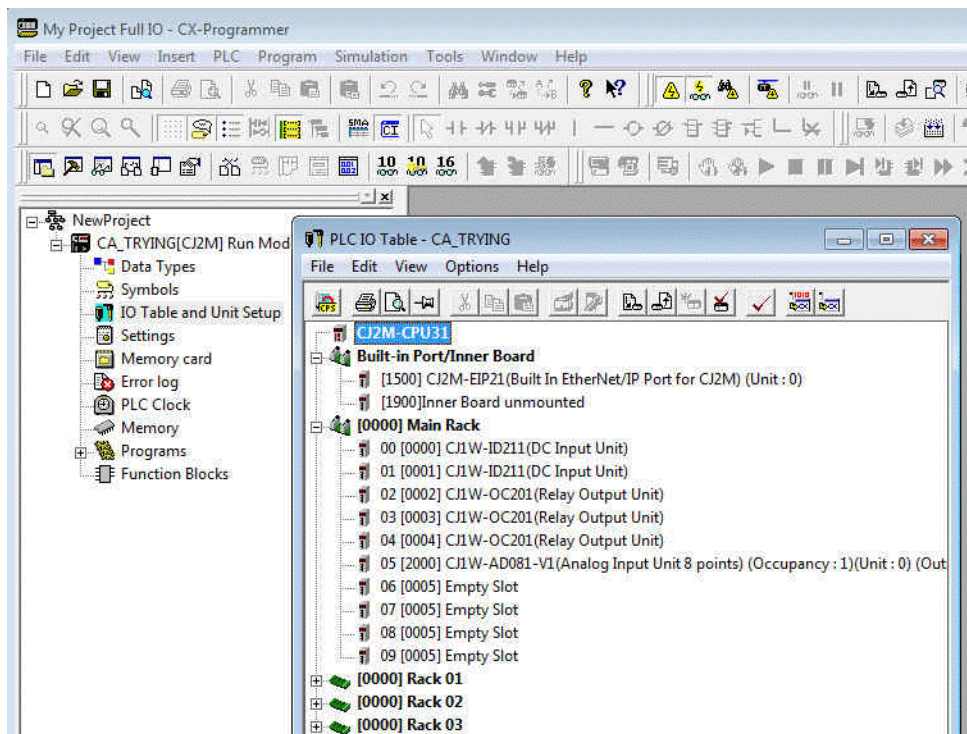 My Project Full IO - CX-Programmer
File Edit View Insert PLC Program Simulation Tools Window Help
10 10 16
NewProject
CA_TRYING[CJ2M] Run Mod
Data Types
Symbols
IO Table and Unit Setup
Settings
Memory card
Error log
PLC Clock
Memory
Programs
Function Blocks
PLC IO Table - CA_TRYING
File Edit View Options Help
CJ2M-CPU31
Built-in Port/Inner Board
[1500] CJ2M-EIP21(Built In EtherNet/IP Port for CJ2M) (Unit : 0)
[1900]Inner Board unmounted
[0000] Main Rack
00 [0000] CJ1W-ID211(DC Input Unit)
01 [0001] CJ1W-ID211(DC Input Unit)
02 [0002] CJ1W-OC201(Relay Output Unit)
03 [0003] CJ1W-OC201(Relay Output Unit)
04 [0004] CJ1W-OC201(Relay Output Unit)
05 [2000] CJ1W-AD081-V1(Analog Input Unit 8 points) (Occupancy : 1)(Unit : 0) (Out
06 [0005] Empty Slot
07 [0005] Empty Slot
08 [0005] Empty Slot
09 [0005] Empty Slot
[0000] Rack 01
[0000] Rack 02
[0000] Rack 03